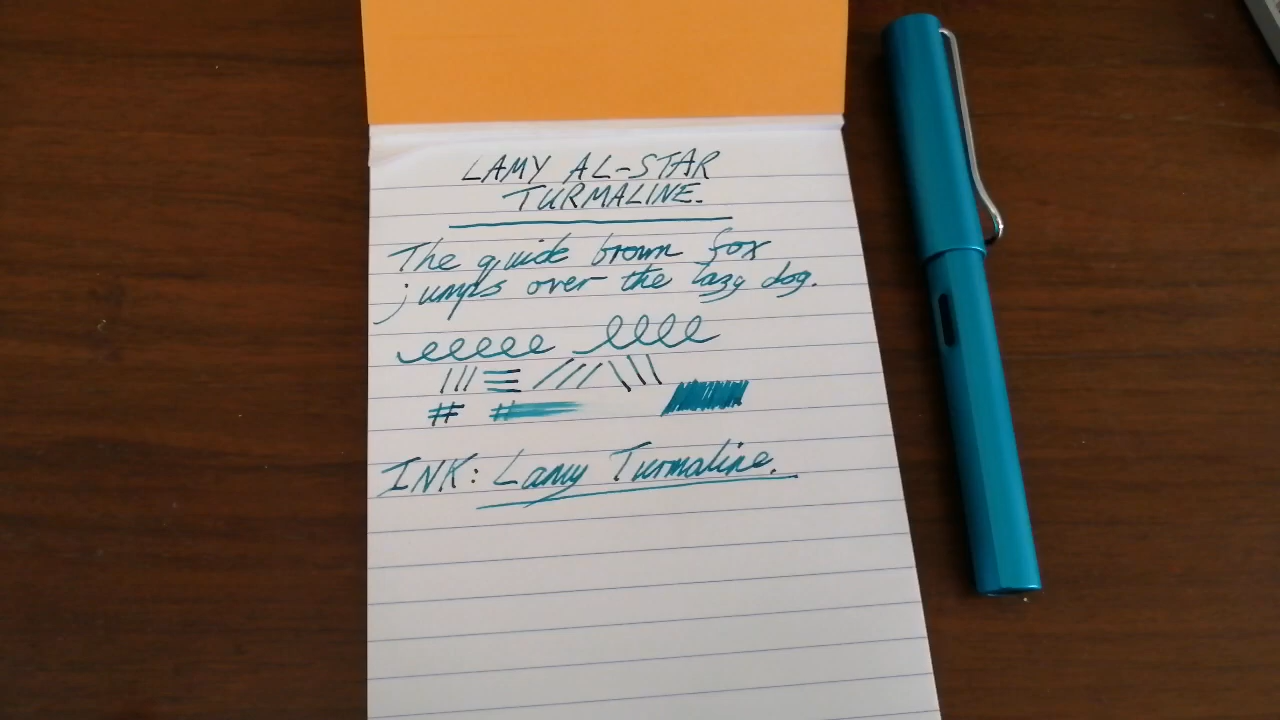 LAMY AL-STAR
TURMALINE.
The quick brown fox
jumps over the lazy dog.
INK: Lamy Turmaline.